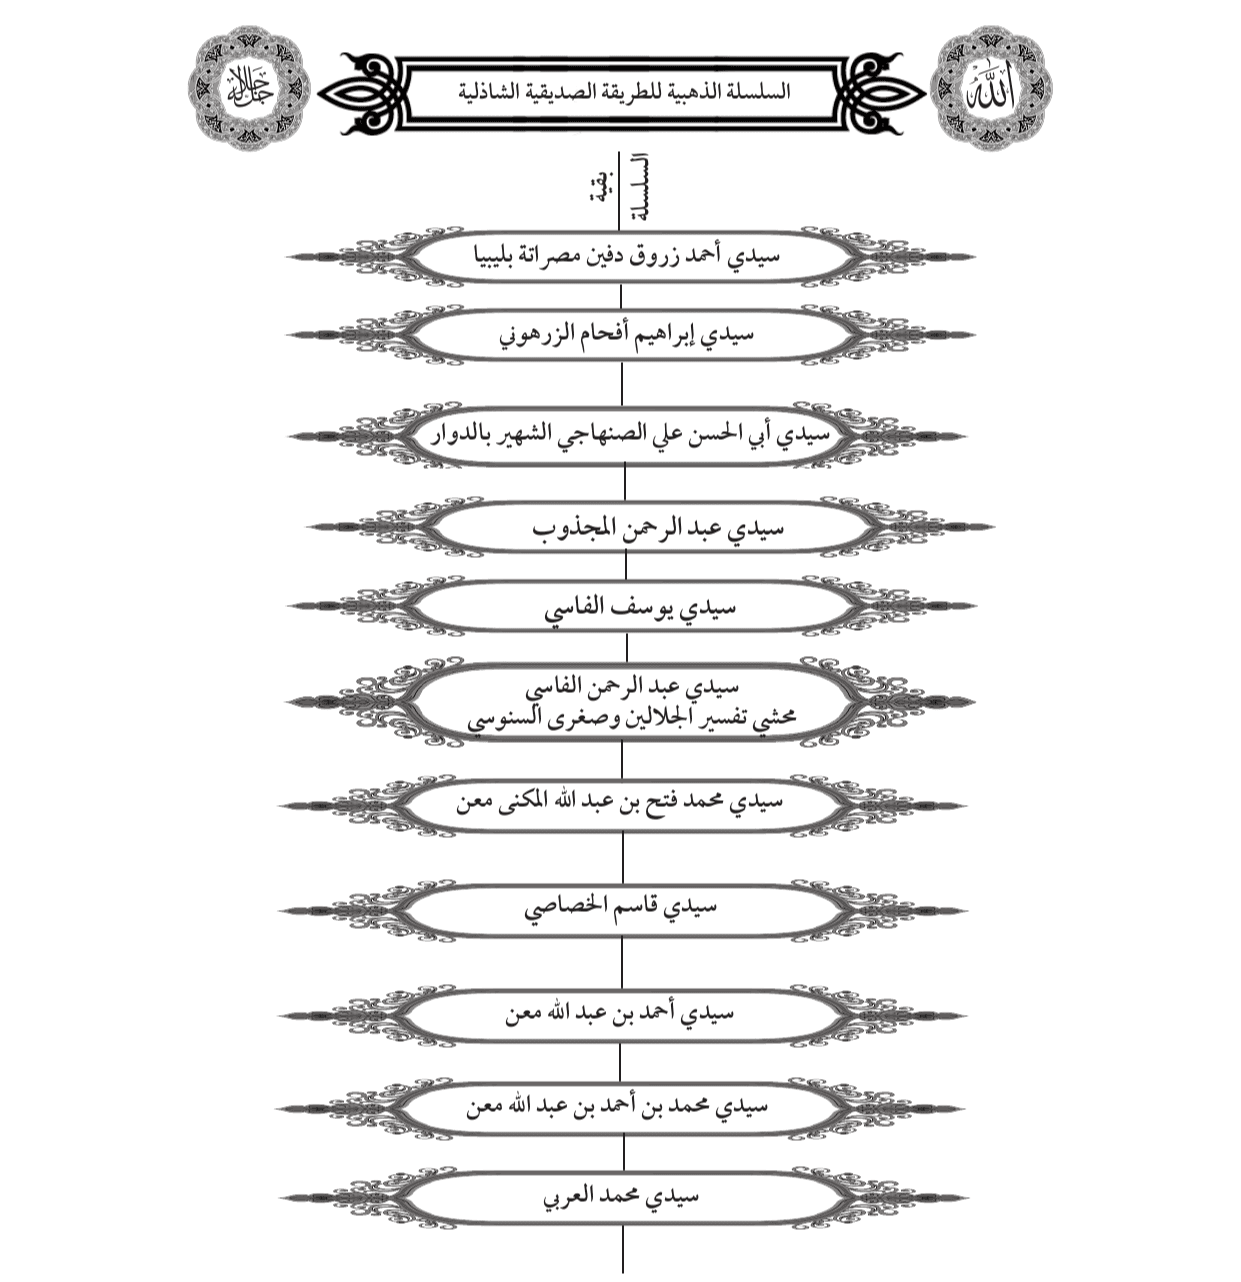 الله
جل جلاله
السلسلة الذهبية للطريقة الصديقية الشاذلية
بقية
السلسلة
سيدي أحمد زروق دفين مصراتة بليبيا
سيدي إبراهيم أفحام الزرهوني
سيدي أبي الحسن علي الصنهاجي الشهير بالدوار
سيدي عبد الرحمن المجذوب
سيدي يوسف الفاسي
سيدي عبد الرحمن الفاسي
محشي تفسير الجلالين وصغرى السنوسي
سيدي محمد فتح بن عبد الله المكنى معن
سيدي قاسم الخصاصي
سيدي أحمد بن عبد الله معن
سيدي محمد بن أحمد بن عبد الله معن
سيدي محمد العربي